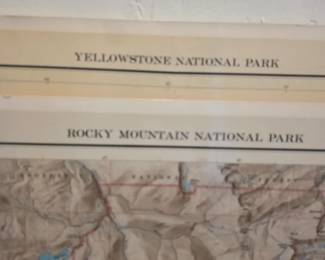 YELLOWSTONE NATIONAL PARK
ROCKY MOUNTAIN NATIONAL PARK